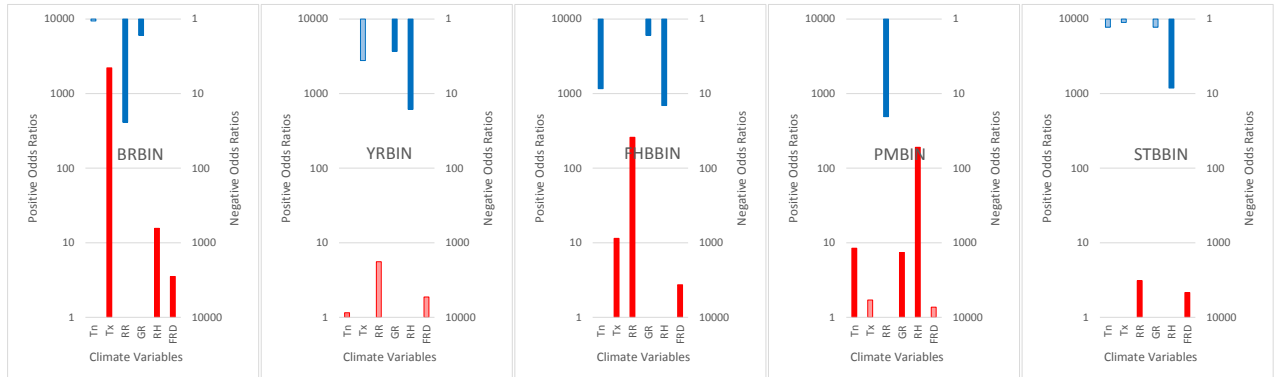 Positive Odds Ratios
10000
1000
100
10
1
BRBIN
1
10
100
1000
10000
Negative Odds Ratios
Tn Tx RR GR RH FRD
Climate Variables
Positive Odds Ratios
10000
1000
100
10
1
YRBIN
1
10
100
1000
10000
Negative Odds Ratios
Tn Tx RR GR RH FRD
Climate Variables
Positive Odds Ratios
10000
1000
100
10
1
FHBBIN
1
10
100
1000
10000
Negative Odds Ratios
Tn Tx RR GR RH FRD
Climate Variables
Positive Odds Ratios
10000
1000
100
10
1
PMBIN
1
10
100
1000
10000
Negative Odds Ratios
Tn Tx RR GR RH FRD
Climate Variables
Positive Odds Ratios
10000
1000
100
10
1
STBBIN
1
10
100
1000
10000
Negative Odds Ratios
Tn Tx RR GR RH FRD
Climate Variables